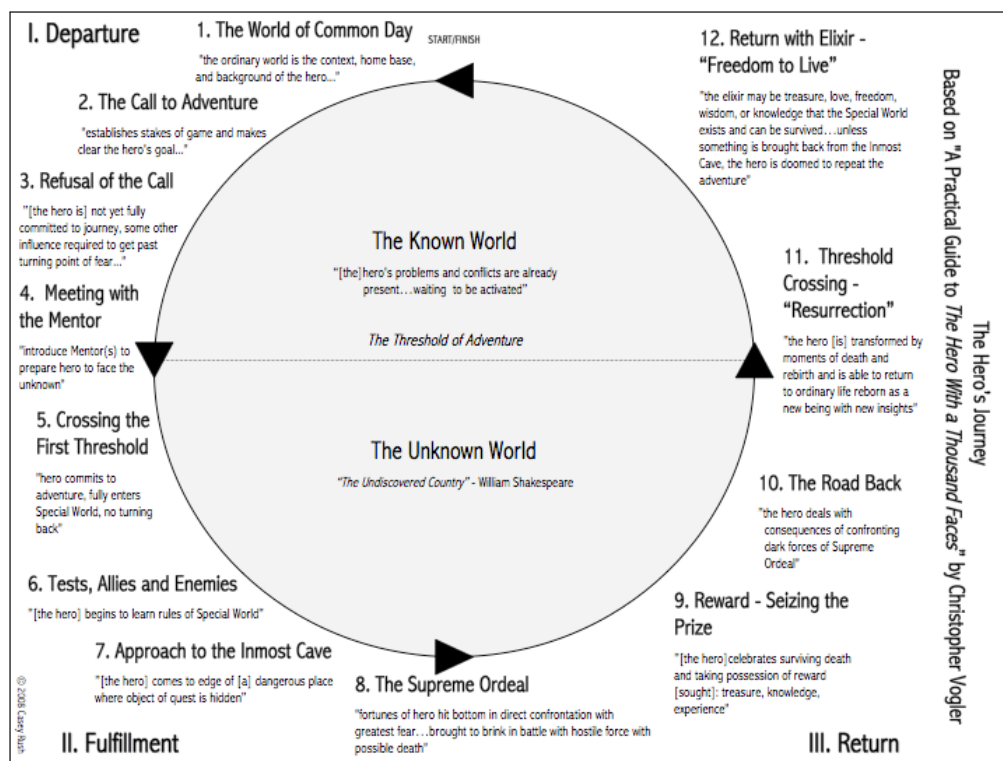 I. Departure
1. The World of Common Day
START/FINISH
"the ordinary world is the context, home base,
and background of the hero..."
2. The Call to Adventure
"establishes stakes of game and makes
clear the hero's goal..."
3. Refusal of the Call
"[the hero is] not yet fully
committed to journey, some other
influence required to get past
turning point of fear..."
4. Meeting with
the Mentor
"introduce Mentor(s) to
prepare hero to face the
unknown"
5. Crossing the
First Threshold
"hero commits to
adventure, fully enters
Special World, no turning
back"
6. Tests, Allies and Enemies
"[the hero] begins to learn rules of Special World"
7. Approach to the Inmost Cave
"[the hero] comes to edge of [a] dangerous place
where object of quest is hidden"
II. Fulfillment
8. The Supreme Ordeal
"fortunes of hero hit bottom in direct confrontation with
greatest fear...brought to brink in battle with hostile force with
possible death"
9. Reward - Seizing the
Prize
"[the hero]celebrates surviving death
and taking possession of reward
[sought]: treasure, knowledge,
experience"
III. Return
10. The Road Back
"the hero deals with
consequences of confronting
dark forces of Supreme
Ordeal"
11. Threshold
Crossing -
"Resurrection"
"the hero [is] transformed by
moments of death and
rebirth and is able to return
to ordinary life reborn as a
new being with new insights"
12. Return with Elixir -
"Freedom to Live"
"the elixir may be treasure, love, freedom,
wisdom, or knowledge that the Special World
exists and can be survived...unless
something is brought back from the Inmost
Cave, the hero is doomed to repeat the
adventure"
The Known World
"[the]hero's problems and conflicts are already
present...waiting to be activated"
The Threshold of Adventure
The Unknown World
"The Undiscovered Country" - William Shakespeare
The Hero's Journey
Based on "A Practical Guide to The Hero With a Thousand Faces" by Christopher Vogler
© 2008 Casey Rush